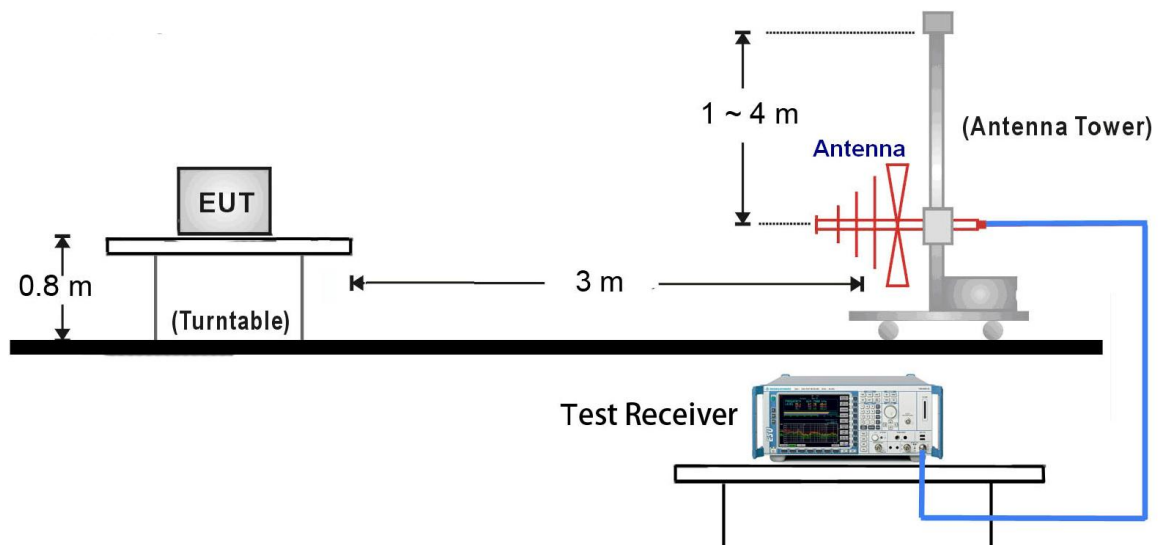 1 ~ 4 m
(Antenna Tower)
Antenna
EUT
0.8 m
3 m
(Turntable)
Test Receiver